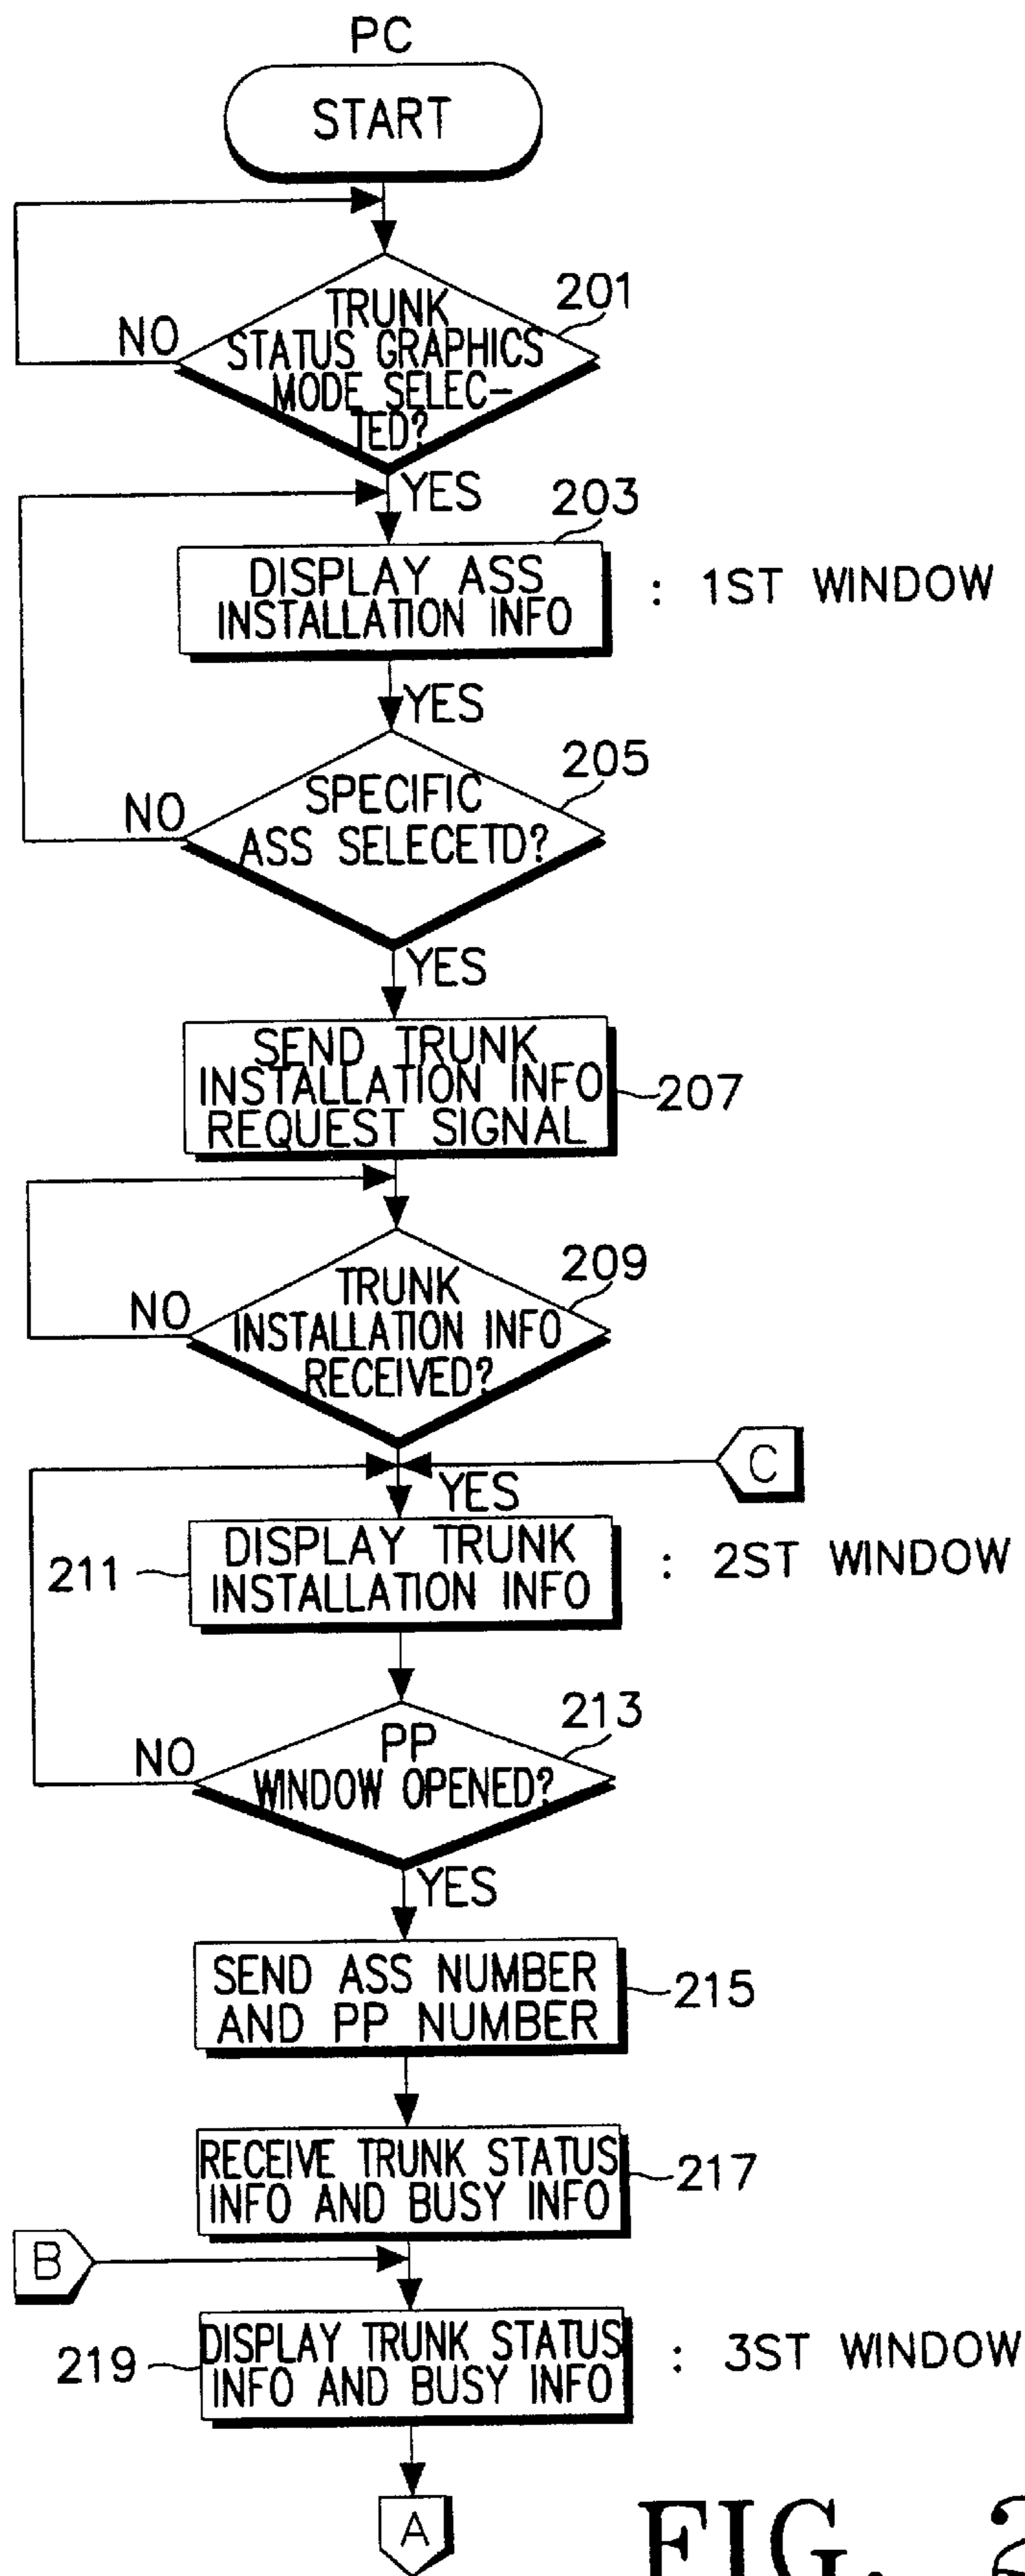 PC
START
201
TRUNK
NO
STATUS GRAPHICS
MODE SELEC-
TED?
YES
203
DISPLAY ASS
INSTALLATION INFO
: 1ST WINDOW
YES
205
SPECIFIC
NO
ASS SELECETD?
YES
SEND TRUNK
INSTALLATION INFO
REQUEST SIGNAL
207
209
TRUNK
NO
INSTALLATION INFO
RECEIVED?
C
YES
DISPLAY TRUNK
INSTALLATION INFO
211
: 2ST WINDOW
213
PP
NO
WINDOW OPENED?
YES
SEND ASS NUMBER
AND PP NUMBER
215
RECEIVE TRUNK STATUS
INFO AND BUSY INFO
217
B
DISPLAY TRUNK STATUS
INFO AND BUSY INFO
219
: 3ST WINDOW
A
FIG. 2